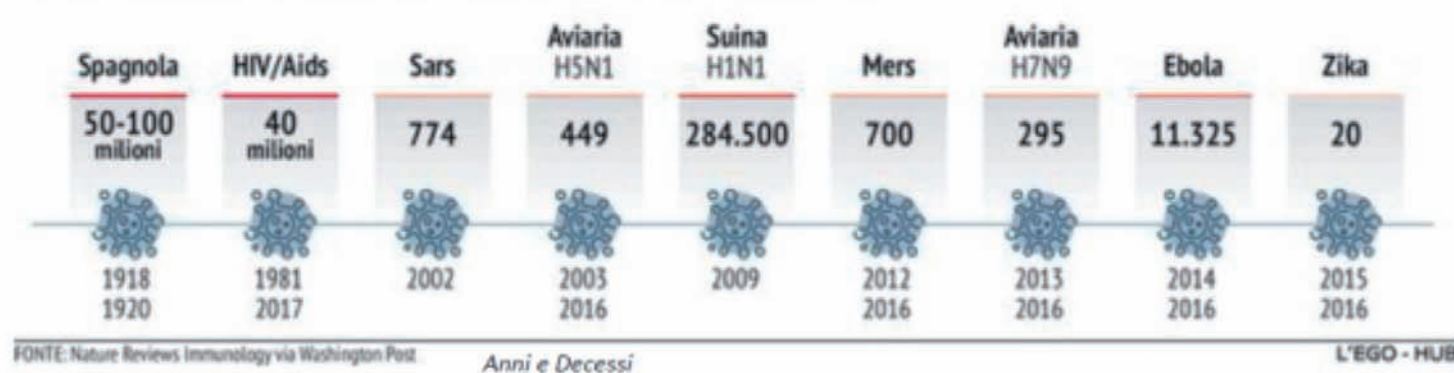 Spagnola
50-100
milioni
1918
1920
HIV/Aids
40
milioni
1981
2017
Sars
774
2002
Aviaria
H5N1
449
2003
2016
Suina
H1N1
284.500
2009
Mers
700
2012
2016
Aviaria
H7N9
295
2013
2016
Ebola
11.325
2014
2016
Zika
20
2015
2016
FONTE: Nature Reviews Immunology via Washington Post
Anni e Decessi
L'EGO - HUB